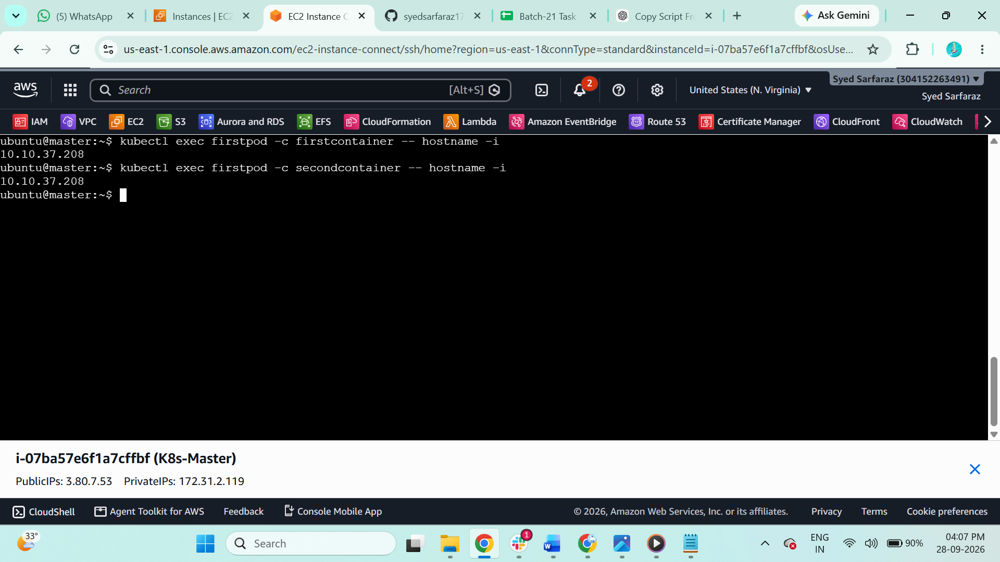 (5) WhatsApp
Instances | EC2
EC2 Instance C
syedsarfaraz17
Batch-21 Task
Copy Script Fro
Ask Gemini
us-east-1.console.aws.amazon.com/ec2-instance-connect/ssh/home?region=us-east-1&connType=standard&instanceId=i-07ba57e6f1a7cffbf&osUse...
aws
Search
[Alt+S]
2
United States (N. Virginia) ▼
Syed Sarfaraz (304152263491) ▼
Syed Sarfaraz
IAM
VPC
EC2
S3
Aurora and RDS
EFS
CloudFormation
Lambda
Amazon EventBridge
Route 53
Certificate Manager
CloudFront
CloudWatch
ubuntu@master:~$ kubectl exec firstpod -c firstcontainer -- hostname -i
10.10.37.208
ubuntu@master:~$ kubectl exec firstpod -c secondcontainer -- hostname -i
10.10.37.208
ubuntu@master:~$
i-07ba57e6f1a7cffbf (K8s-Master)
PublicIPs: 3.80.7.53 PrivateIPs: 172.31.2.119
CloudShell
Agent Toolkit for AWS
Feedback
Console Mobile App
© 2026, Amazon Web Services, Inc. or its affiliates.
Privacy
Terms
Cookie preferences
33°
Search
1
ENG
IN
90%
04:07 PM
28-09-2026